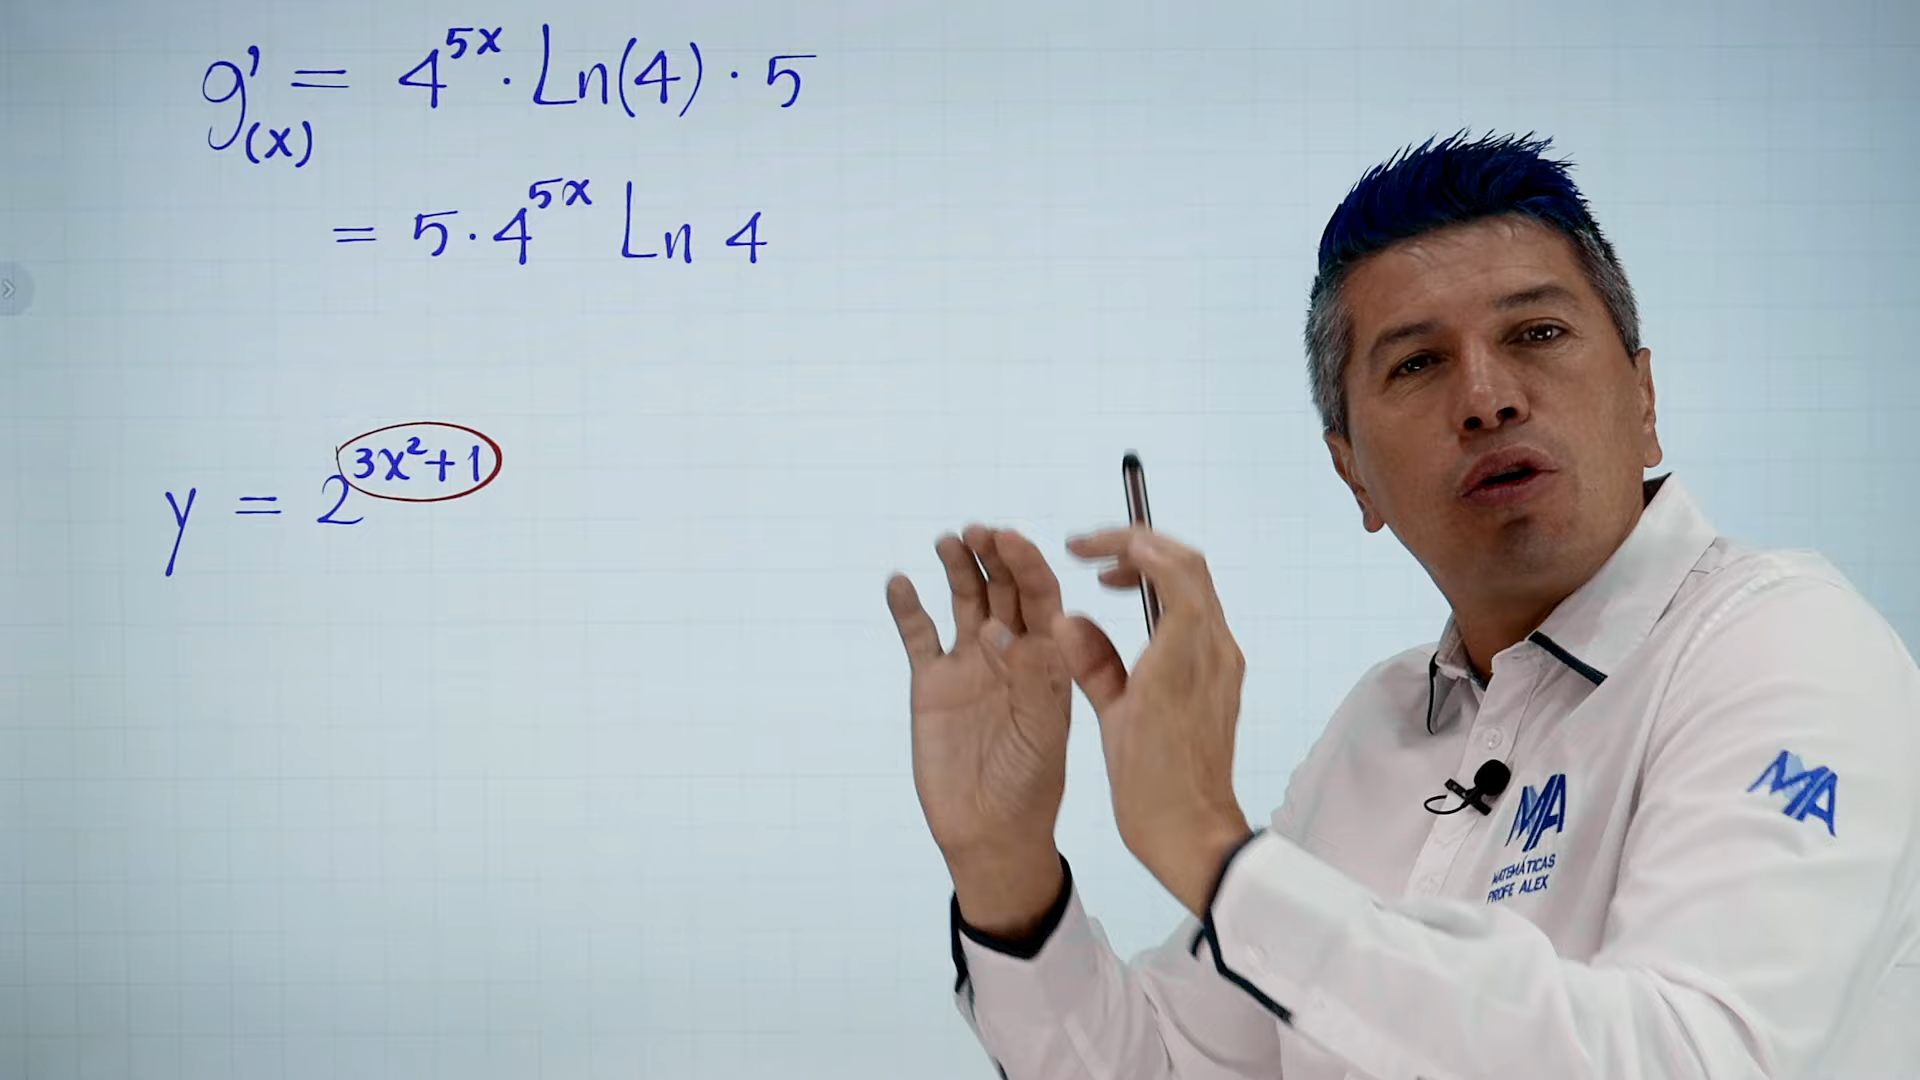 g'(x) = 4^{5x} · Ln(4) · 5
= 5 · 4^{5x} Ln 4
y = 2^{3x²+1}
MA
MATEMÁTICAS
PROFE ALEX
MA